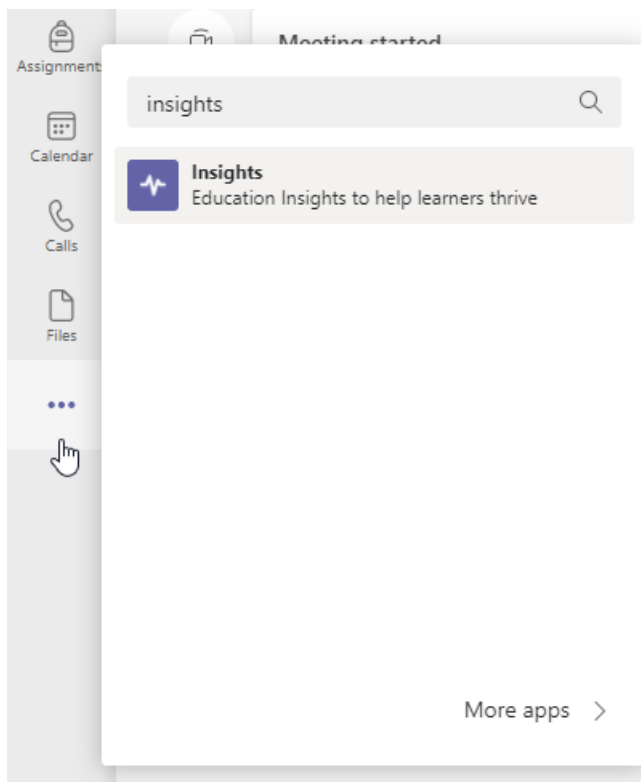 Assignments
Calendar
Calls
Files
Meeting started
insights
Insights
Education Insights to help learners thrive
More apps